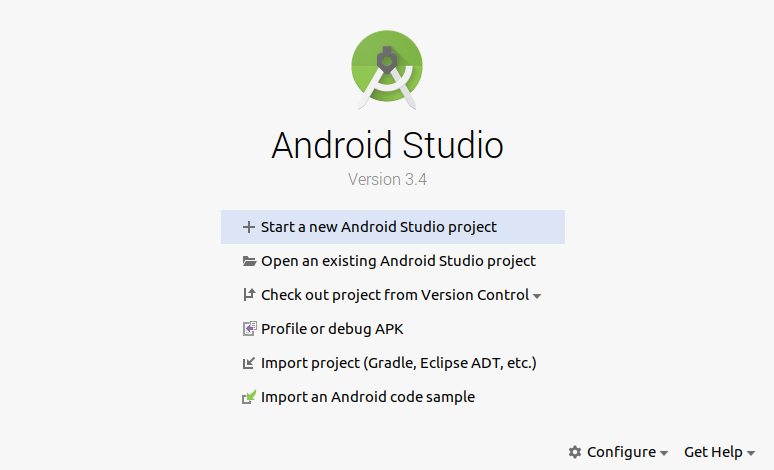 Android Studio
Version 3.4
Start a new Android Studio project
Open an existing Android Studio project
Check out project from Version Control
Profile or debug APK
Import project (Gradle, Eclipse ADT, etc.)
Import an Android code sample
Configure Get Help